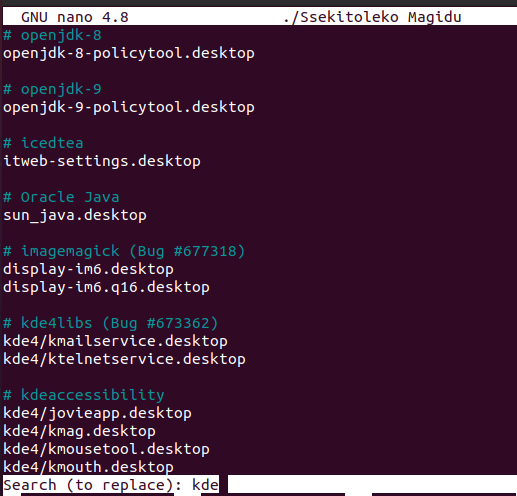 GNU nano 4.8 ./Ssekitoleko Magidu
# openjdk-8
openjdk-8-policytool.desktop
# openjdk-9
openjdk-9-policytool.desktop
# icedtea
itweb-settings.desktop
# Oracle Java
sun_java.desktop
# imagemagick (Bug #677318)
display-im6.desktop
display-im6.q16.desktop
# kde4libs (Bug #673362)
kde4/kmailservice.desktop
kde4/ktelnetservice.desktop
# kdeaccessibility
kde4/jovieapp.desktop
kde4/kmag.desktop
kde4/kmousetool.desktop
kde4/kmouth.desktop
Search (to replace): kde